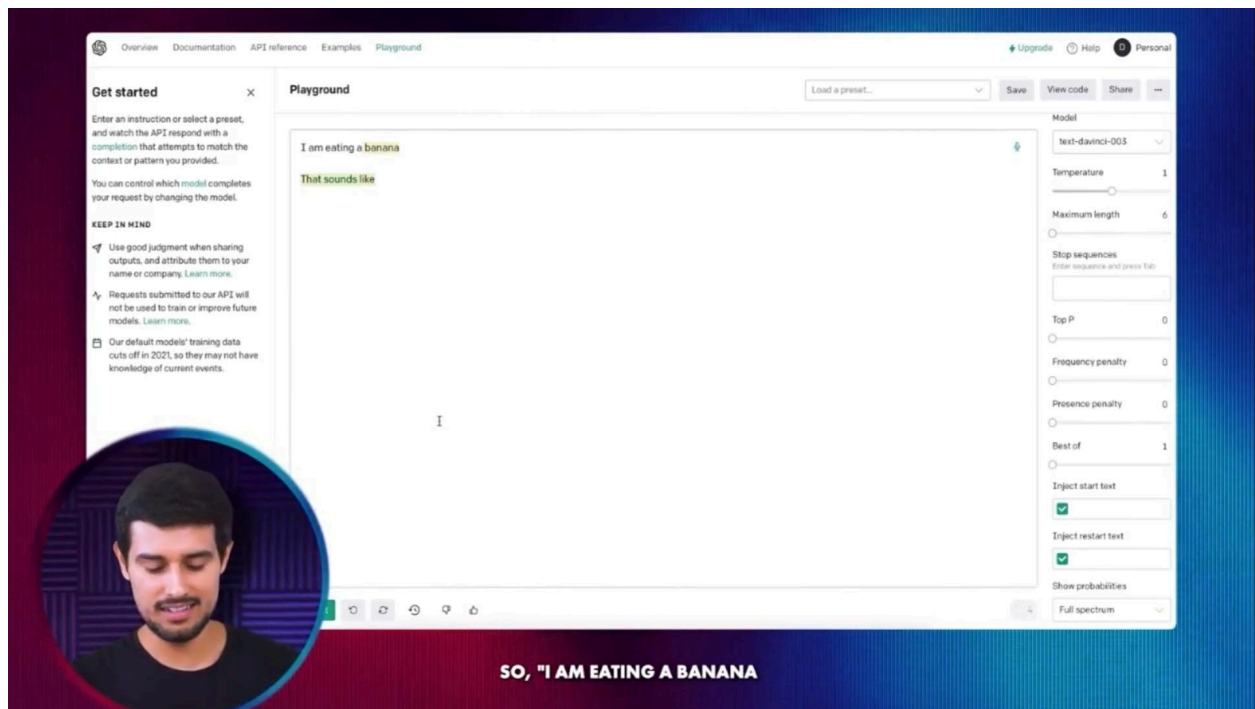 Overview Documentation API reference Examples Playground
Upgrade Help D Personal
Get started
Enter an instruction or select a preset,
and watch the API respond with a
completion that attempts to match the
context or pattern you provided.
You can control which model completes
your request by changing the model.
KEEP IN MIND
Use good judgment when sharing
outputs, and attribute them to your
name or company. Learn more.
Requests submitted to our API will
not be used to train or improve future
models. Learn more.
Our default models' training data
cuts off in 2021, so they may not have
knowledge of current events.
Playground
Load a preset...
Save View code Share ...
I am eating a banana
That sounds like
Model
text-davinci-003
Temperature 1
Maximum length 6
Stop sequences
Enter sequence and press Tab
Top P 0
Frequency penalty 0
Presence penalty 0
Best of 1
Inject start text
Inject restart text
Show probabilities
Full spectrum
SO, "I AM EATING A BANANA